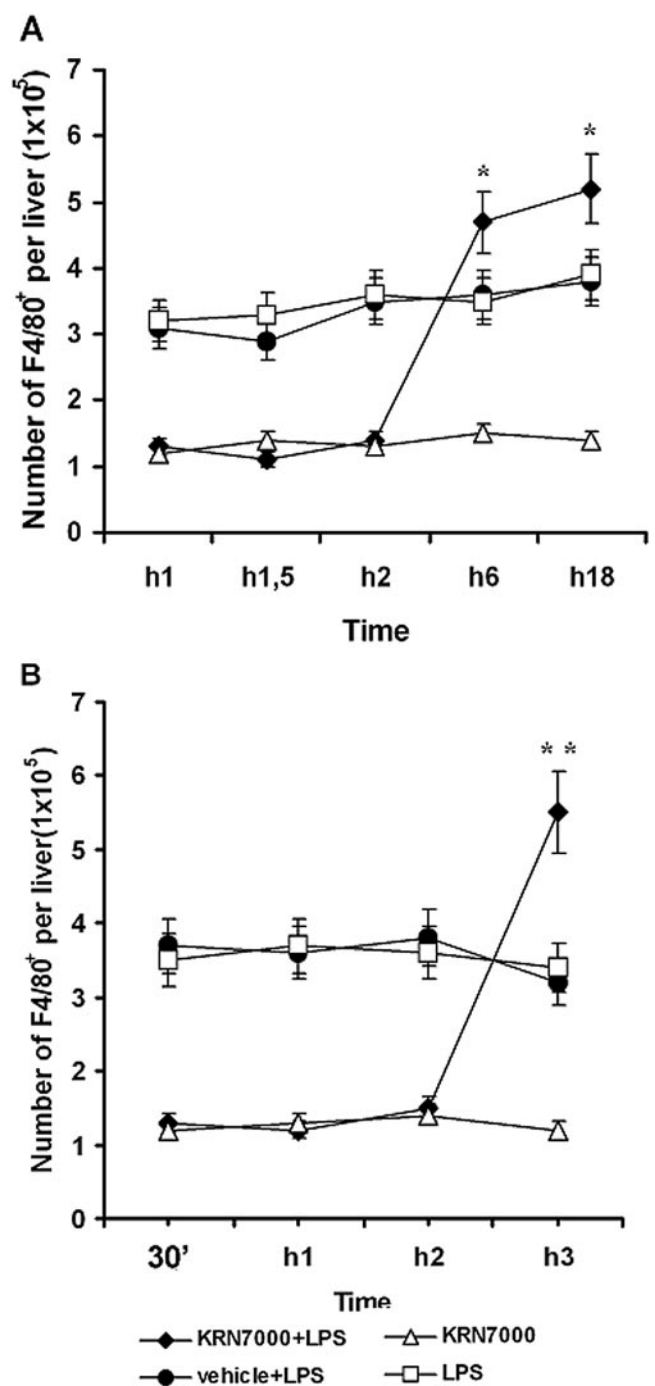 A
Number of F4/80+ per liver (1x10^5)
7
6
5
4
3
2
1
0
*
*
h1 h1,5 h2 h6 h18
Time
B
Number of F4/80+ per liver(1x10^5)
7
6
5
4
3
2
1
0
* *
30’ h1 h2 h3
Time
KRN7000+LPS KRN7000
vehicle+LPS LPS